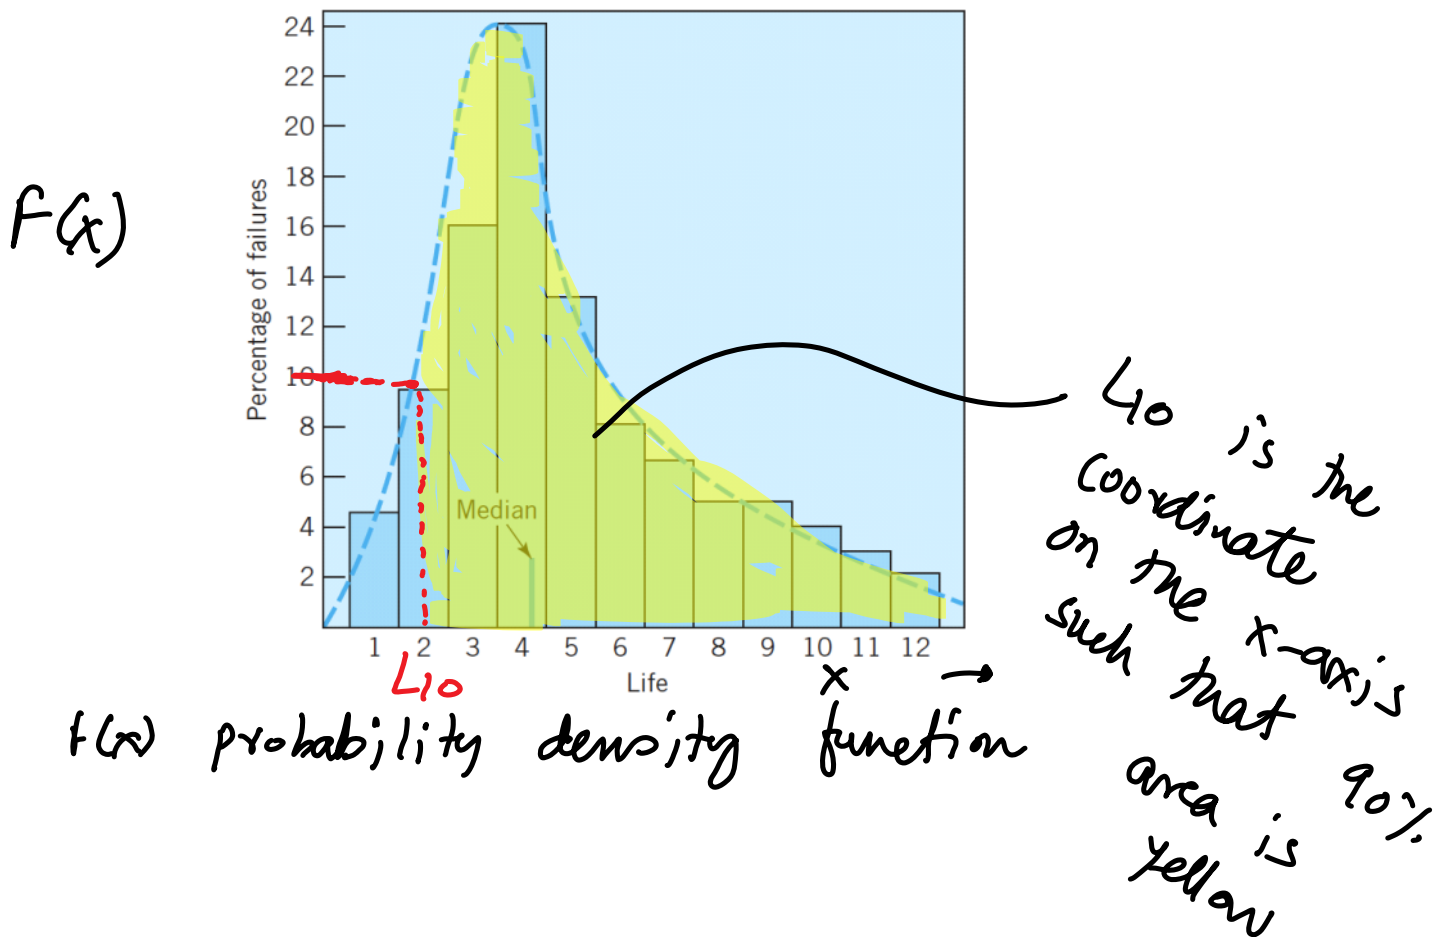 24
22
20
18
16
14
12
10
8
6
4
2
Percentage of failures
F(x)
Median
1 2 3 4 5 6 7 8 9 10 11 12
L10
Life
x
f(x) probability density function
L10 is the
coordinate
on the x-axis
such that 90%
area is
yellow